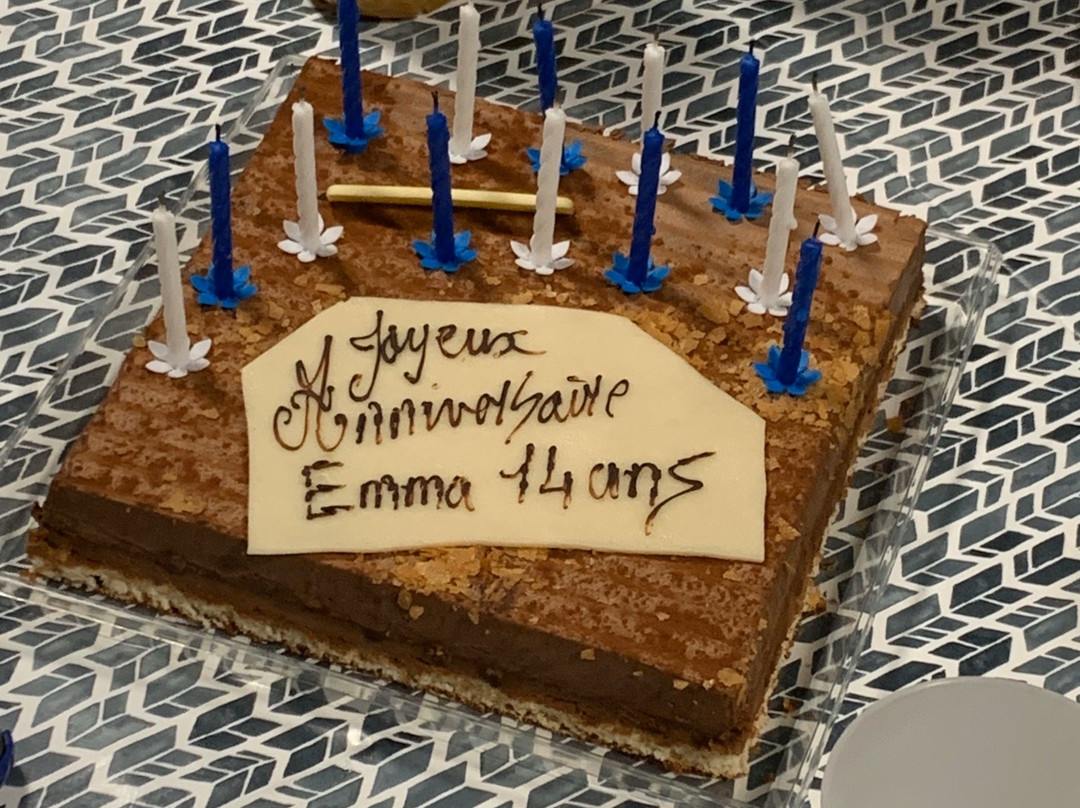 Joyeux
Anniversaire
Emma 14 ans